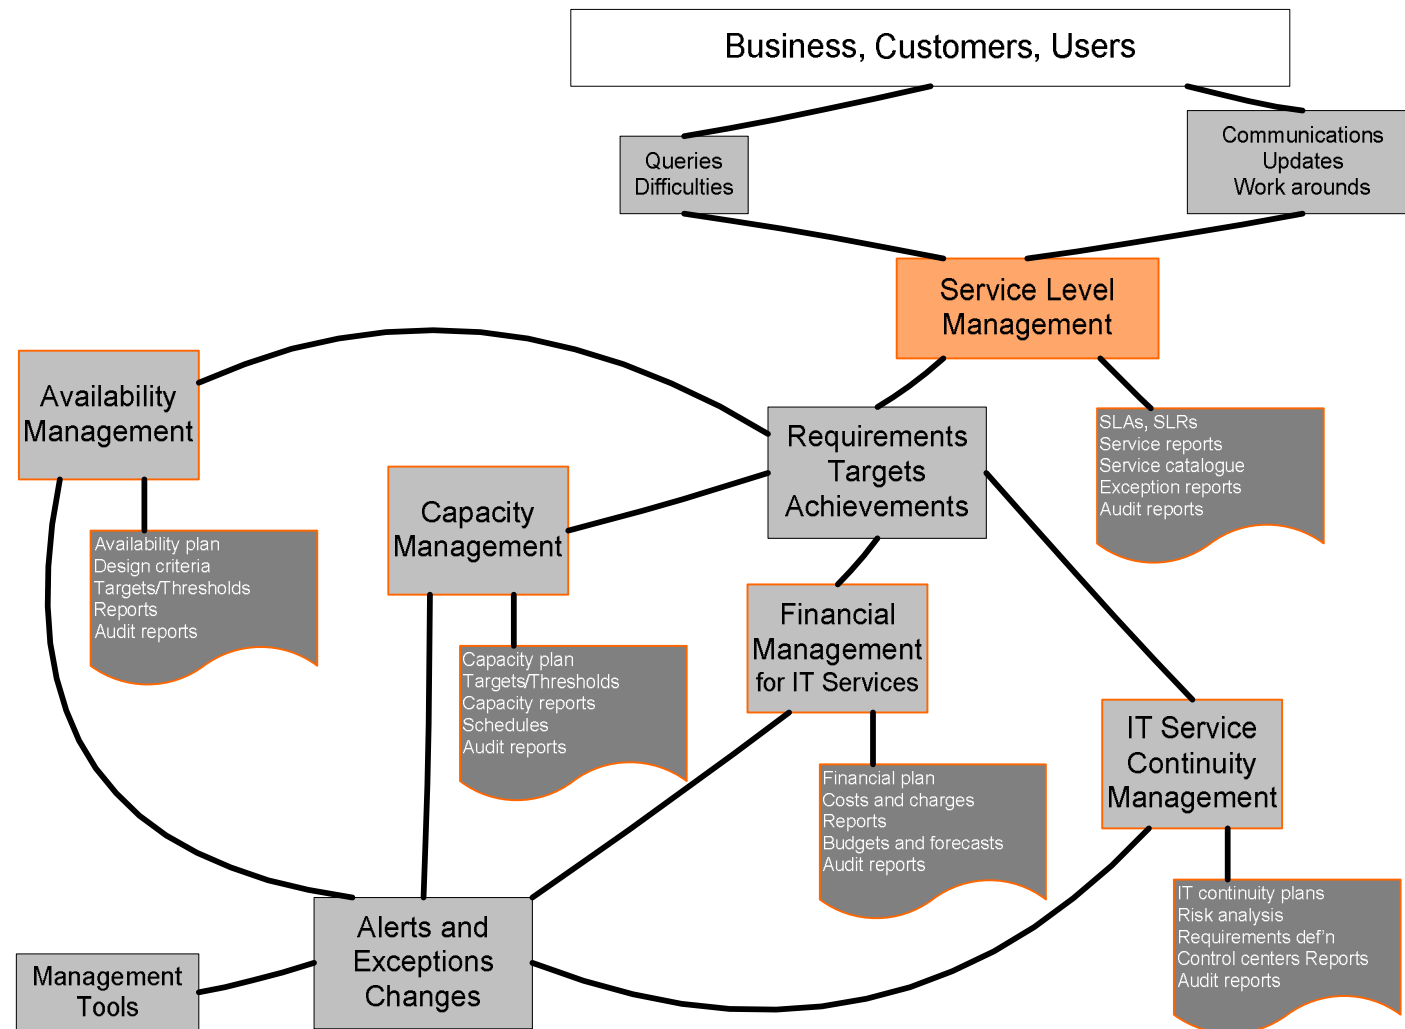 Business, Customers, Users
Queries
Difficulties
Communications
Updates
Work arounds
Service Level
Management
Availability
Management
Requirements
Targets
Achievements
SLAs, SLRs
Service reports
Service catalogue
Exception reports
Audit reports
Capacity
Management
Availability plan
Design criteria
Targets/Thresholds
Reports
Audit reports
Financial
Management
for IT Services
Capacity plan
Targets/Thresholds
Capacity reports
Schedules
Audit reports
IT Service
Continuity
Management
Financial plan
Costs and charges
Reports
Budgets and forecasts
Audit reports
IT continuity plans
Risk analysis
Requirements def'n
Control centers Reports
Audit reports
Alerts and
Exceptions
Changes
Management
Tools